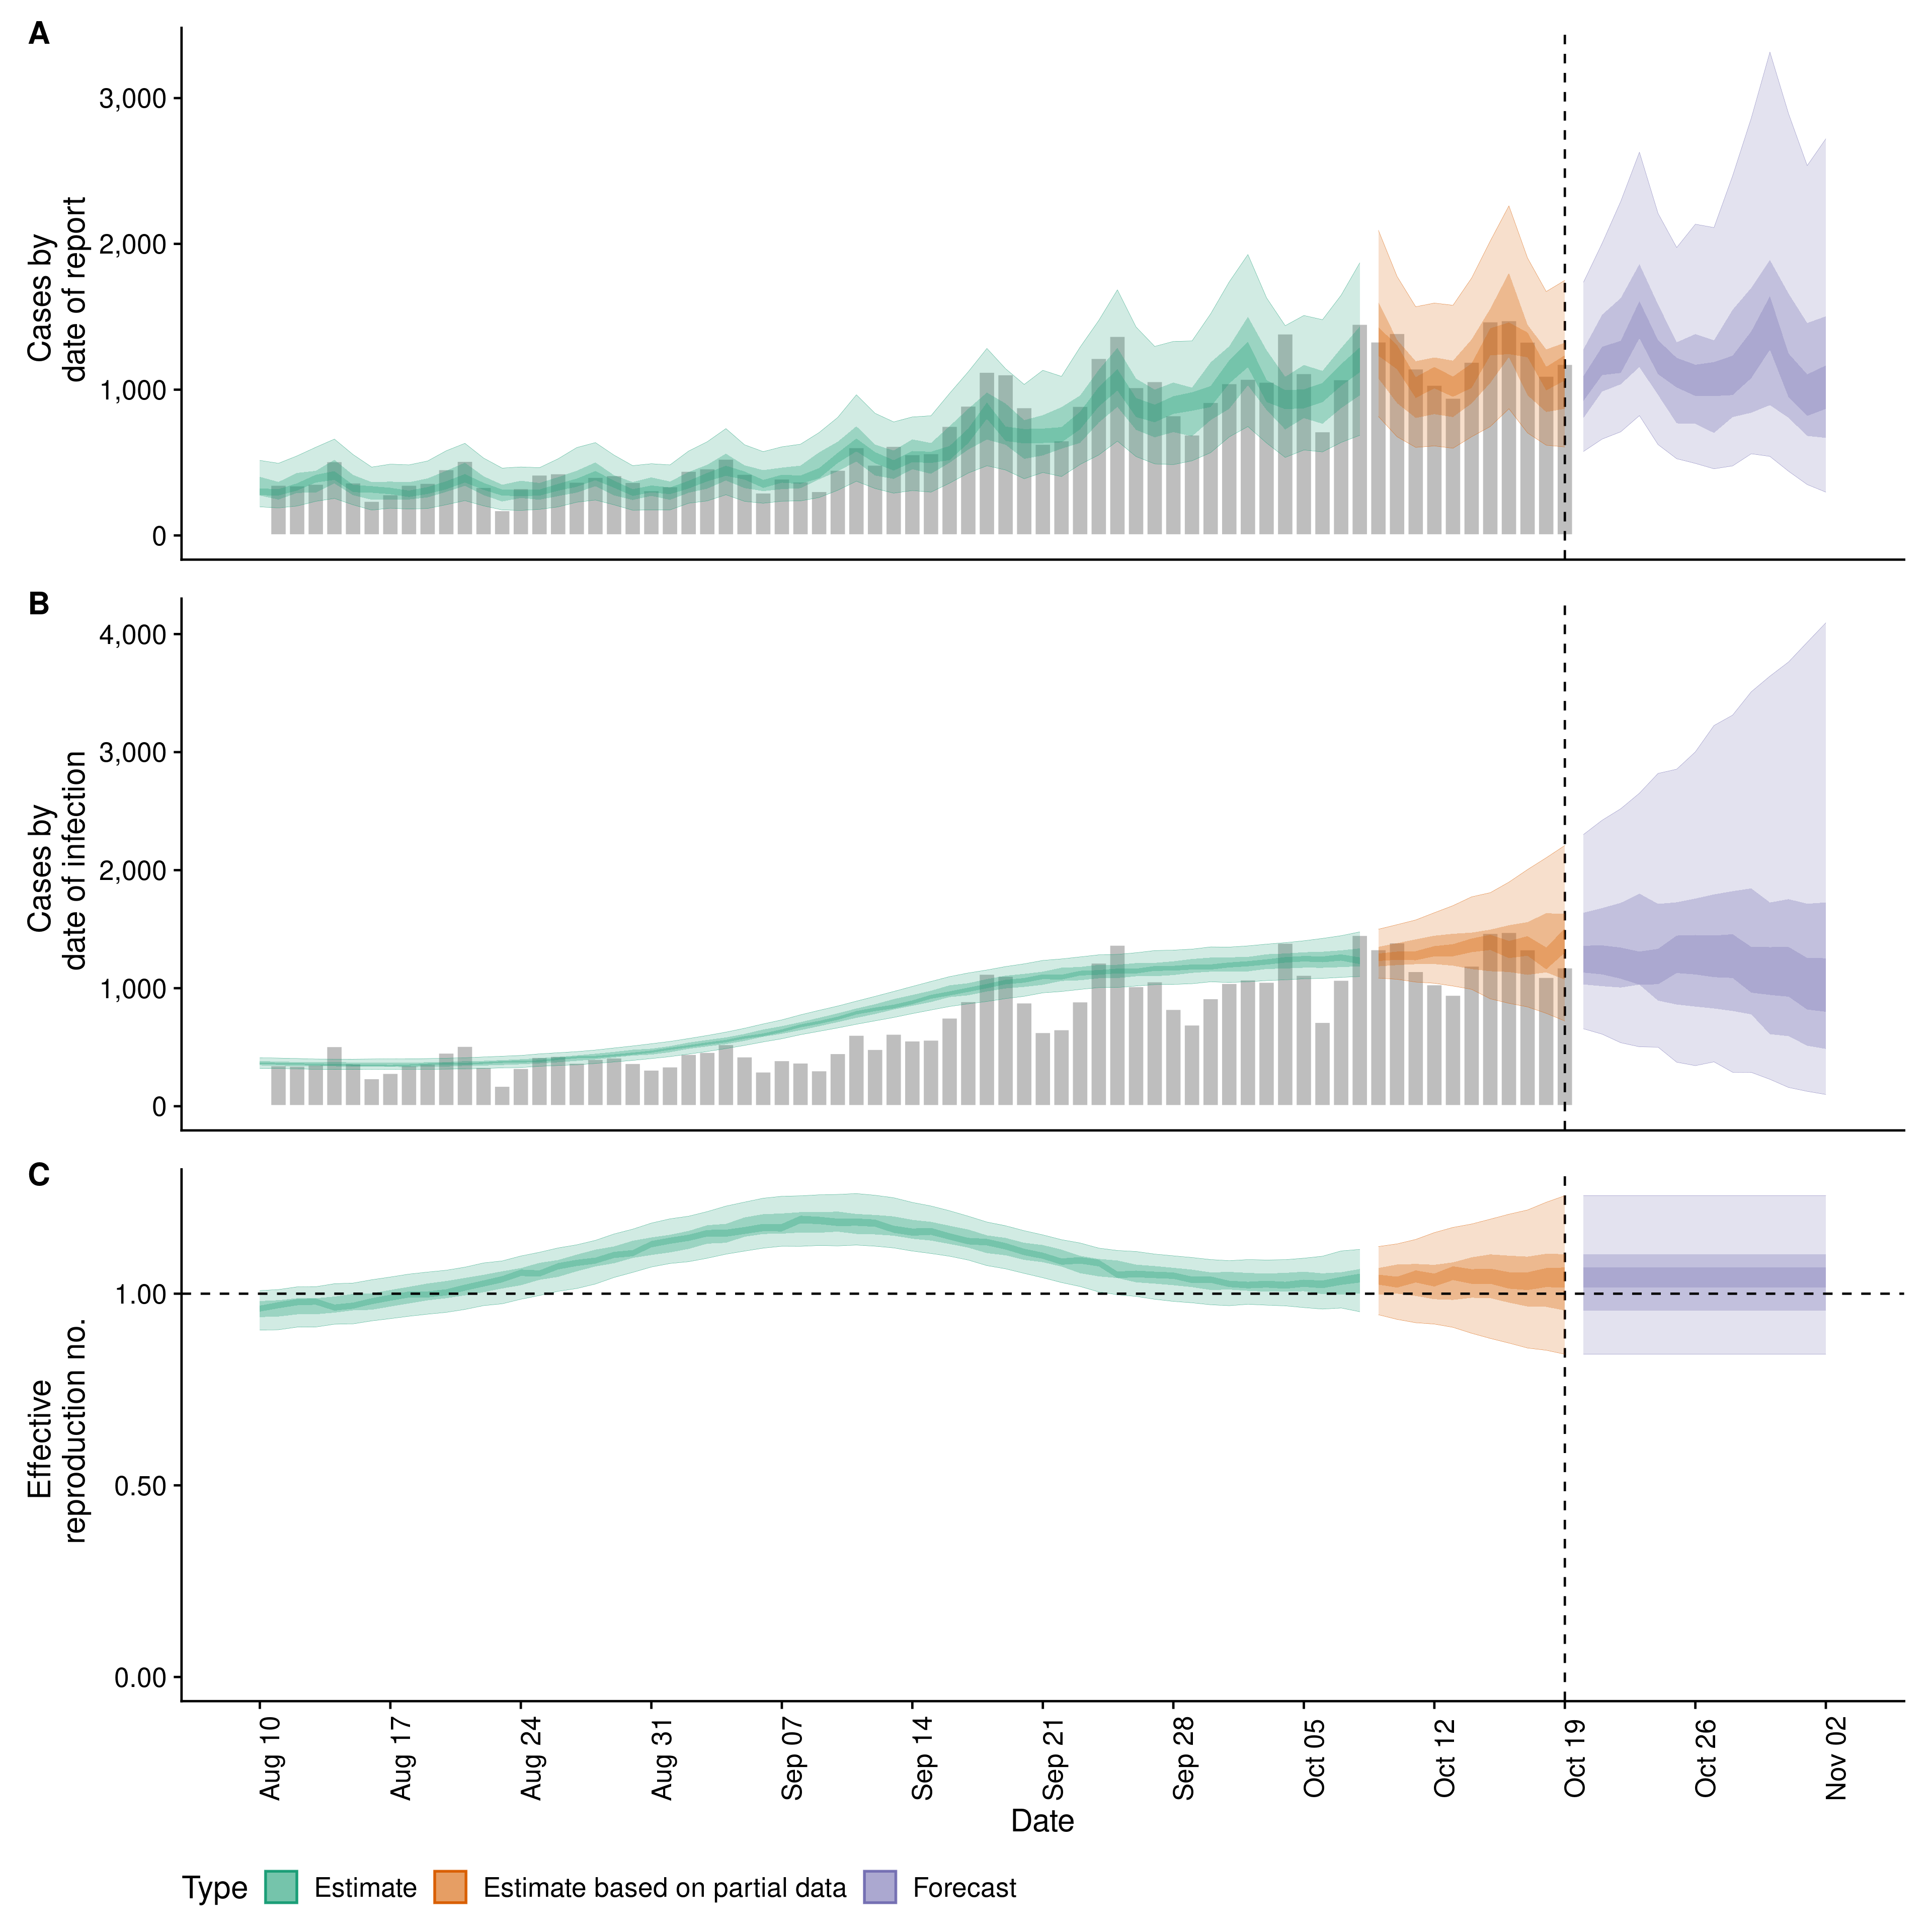 A
Cases by
date of report
3,000
2,000
1,000
0
B
Cases by
date of infection
4,000
3,000
2,000
1,000
0
C
Effective
reproduction no.
1.00
0.50
0.00
Aug 10
Aug 17
Aug 24
Aug 31
Sep 07
Sep 14
Sep 21
Sep 28
Oct 05
Oct 12
Oct 19
Oct 26
Nov 02
Date
Type Estimate Estimate based on partial data Forecast